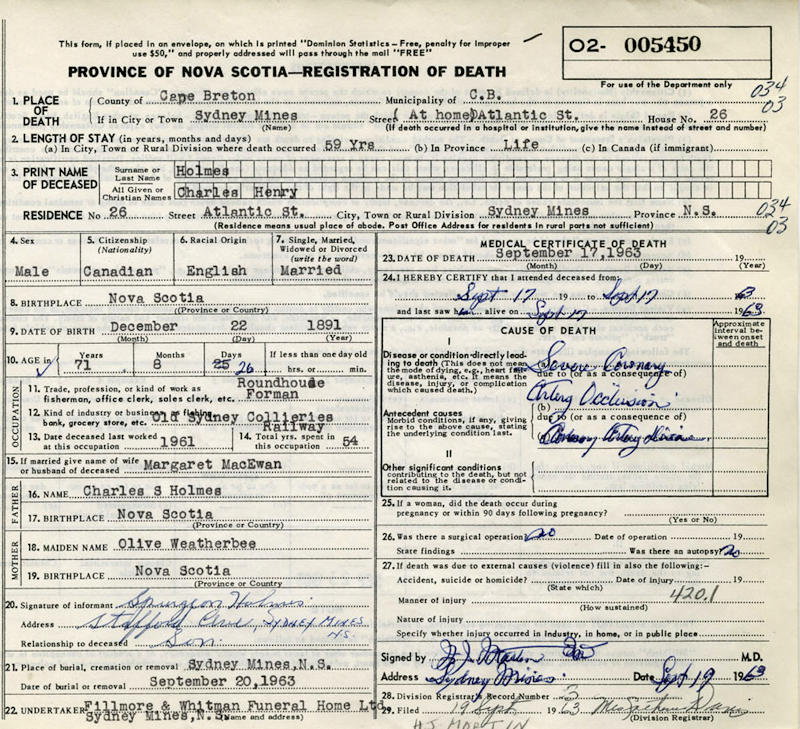 This form, if placed in an envelope, on which is printed "Dominion Statistics - Free, penalty for improper
use $50," and properly addressed will pass through the mail "FREE"
O2- 005450
PROVINCE OF NOVA SCOTIA—REGISTRATION OF DEATH
For use of the Department only
034
03
1. PLACE OF DEATH
County of Cape Breton Municipality of C.B.
If in City or Town Sydney Mines Street (At home) Atlantic St. House No. 26
(Name) (If death occurred in a hospital or institution, give the name instead of street and number)
2. LENGTH OF STAY (in years, months and days)
(a) In City, Town or Rural Division where death occurred 59 Yrs (b) In Province Life (c) In Canada (if immigrant)
3. PRINT NAME OF DECEASED
Surname or Last Name Holmes
All Given or Christian Names Charles Henry
RESIDENCE No 26 Street Atlantic St. City, Town or Rural Division Sydney Mines Province N.S.
034
03
(Residence means usual place of abode. Post Office Address for residents in rural parts not sufficient)
4. Sex
Male
5. Citizenship (Nationality)
Canadian
6. Racial Origin
English
7. Single, Married, Widowed or Divorced (write the word)
Married
8. BIRTHPLACE Nova Scotia
(Province or Country)
9. DATE OF BIRTH December 22 1891
(Month) (Day) (Year)
10. AGE in Years Months Days If less than one day old
71 8 25 26 hrs. or min.
OCCUPATION
11. Trade, profession, or kind of work as fisherman, office clerk, sales clerk, etc. Roundhouse Forman
12. Kind of industry or business as fishing, bank, grocery store, etc. Old Sydney Collieries Railway
13. Date deceased last worked at this occupation 1961
14. Total yrs. spent in this occupation 54
15. If married give name of wife or husband of deceased Margaret MacEwan
FATHER
16. NAME Charles S Holmes
17. BIRTHPLACE Nova Scotia
(Province or Country)
MOTHER
18. MAIDEN NAME Olive Weatherbee
19. BIRTHPLACE Nova Scotia
(Province or Country)
20. Signature of informant Spurgeon Holmes
Address Stafford Ave, SYDNEY MINES NS.
Relationship to deceased Son.
21. Place of burial, cremation or removal Sydney Mines, N.S.
Date of burial or removal September 20, 1963
22. UNDERTAKER Fillmore & Whitman Funeral Home Ltd.
Sydney Mines, N.S.
(Name and address)
MEDICAL CERTIFICATE OF DEATH
23. DATE OF DEATH September 17, 1963 19
(Month) (Day) (Year)
24. I HEREBY CERTIFY that I attended deceased from:
Sept 17 19 to Sept 17 63
and last saw h alive on Sept 17 1963
CAUSE OF DEATH
Approximate interval between onset and death
I
Disease or condition directly leading to death (This does not mean the mode of dying, e.g., heart failure, asthenia, etc. It means the disease, injury, or complication which caused death.)
(a) Severe Coronary
due to (or as a consequence of)
Artery Occlusion
Antecedent causes
Morbid conditions, if any, giving rise to the above cause, stating the underlying condition last.
(b)
due to (or as a consequence of)
(c) Coronary Artery Disease
II
Other significant conditions
contributing to the death, but not related to the disease or condition causing it.
25. If a woman, did the death occur during
pregnancy or within 90 days following pregnancy?
(Yes or No)
26. Was there a surgical operation no Date of operation 19
State findings Was there an autopsy? no
27. If death was due to external causes (violence) fill in also the following:-
Accident, suicide or homicide? Date of injury 19
(State which)
Manner of injury 420.1
(How sustained)
Nature of injury
Specify whether injury occurred in industry, in home, or in public place
Signed by M.D.
Address Sydney Mines Date Sept 19 1963
28. Division Registrar's Record Number 3
29. Filed 19 Sept 1963
(Division Registrar)
HJ MARTIN